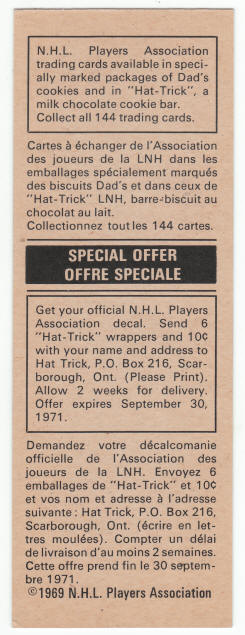 N.H.L. Players Association
trading cards available in speci-
ally marked packages of Dad's
cookies and in "Hat-Trick", a
milk chocolate cookie bar.
Collect all 144 trading cards.
Cartes à échanger de l'Association
des joueurs de la LNH dans les
emballages spécialement marqués
des biscuits Dad's et dans ceux de
"Hat-Trick" LNH, barre-biscuit au
chocolat au lait.
Collectionnez tout les 144 cartes.
SPECIAL OFFER
OFFRE SPECIALE
Get your official N.H.L. Players
Association decal. Send 6
"Hat-Trick" wrappers and 10¢
with your name and address to
Hat Trick, P.O. Box 216, Scar-
borough, Ont. (Please Print).
Allow 2 weeks for delivery.
Offer expires September 30,
1971.
Demandez votre décalcomanie
officielle de l'Association des
joueurs de la LNH. Envoyez 6
emballages de "Hat-Trick" et 10¢
et vos nom et adresse à l'adresse
suivante : Hat Trick, P.O. Box 216,
Scarborough, Ont. (écrire en let-
tres moulées). Compter un délai
de livraison d'au moins 2 semaines.
Cette offre prend fin le 30 septem-
bre 1971.
©1969 N.H.L. Players Association